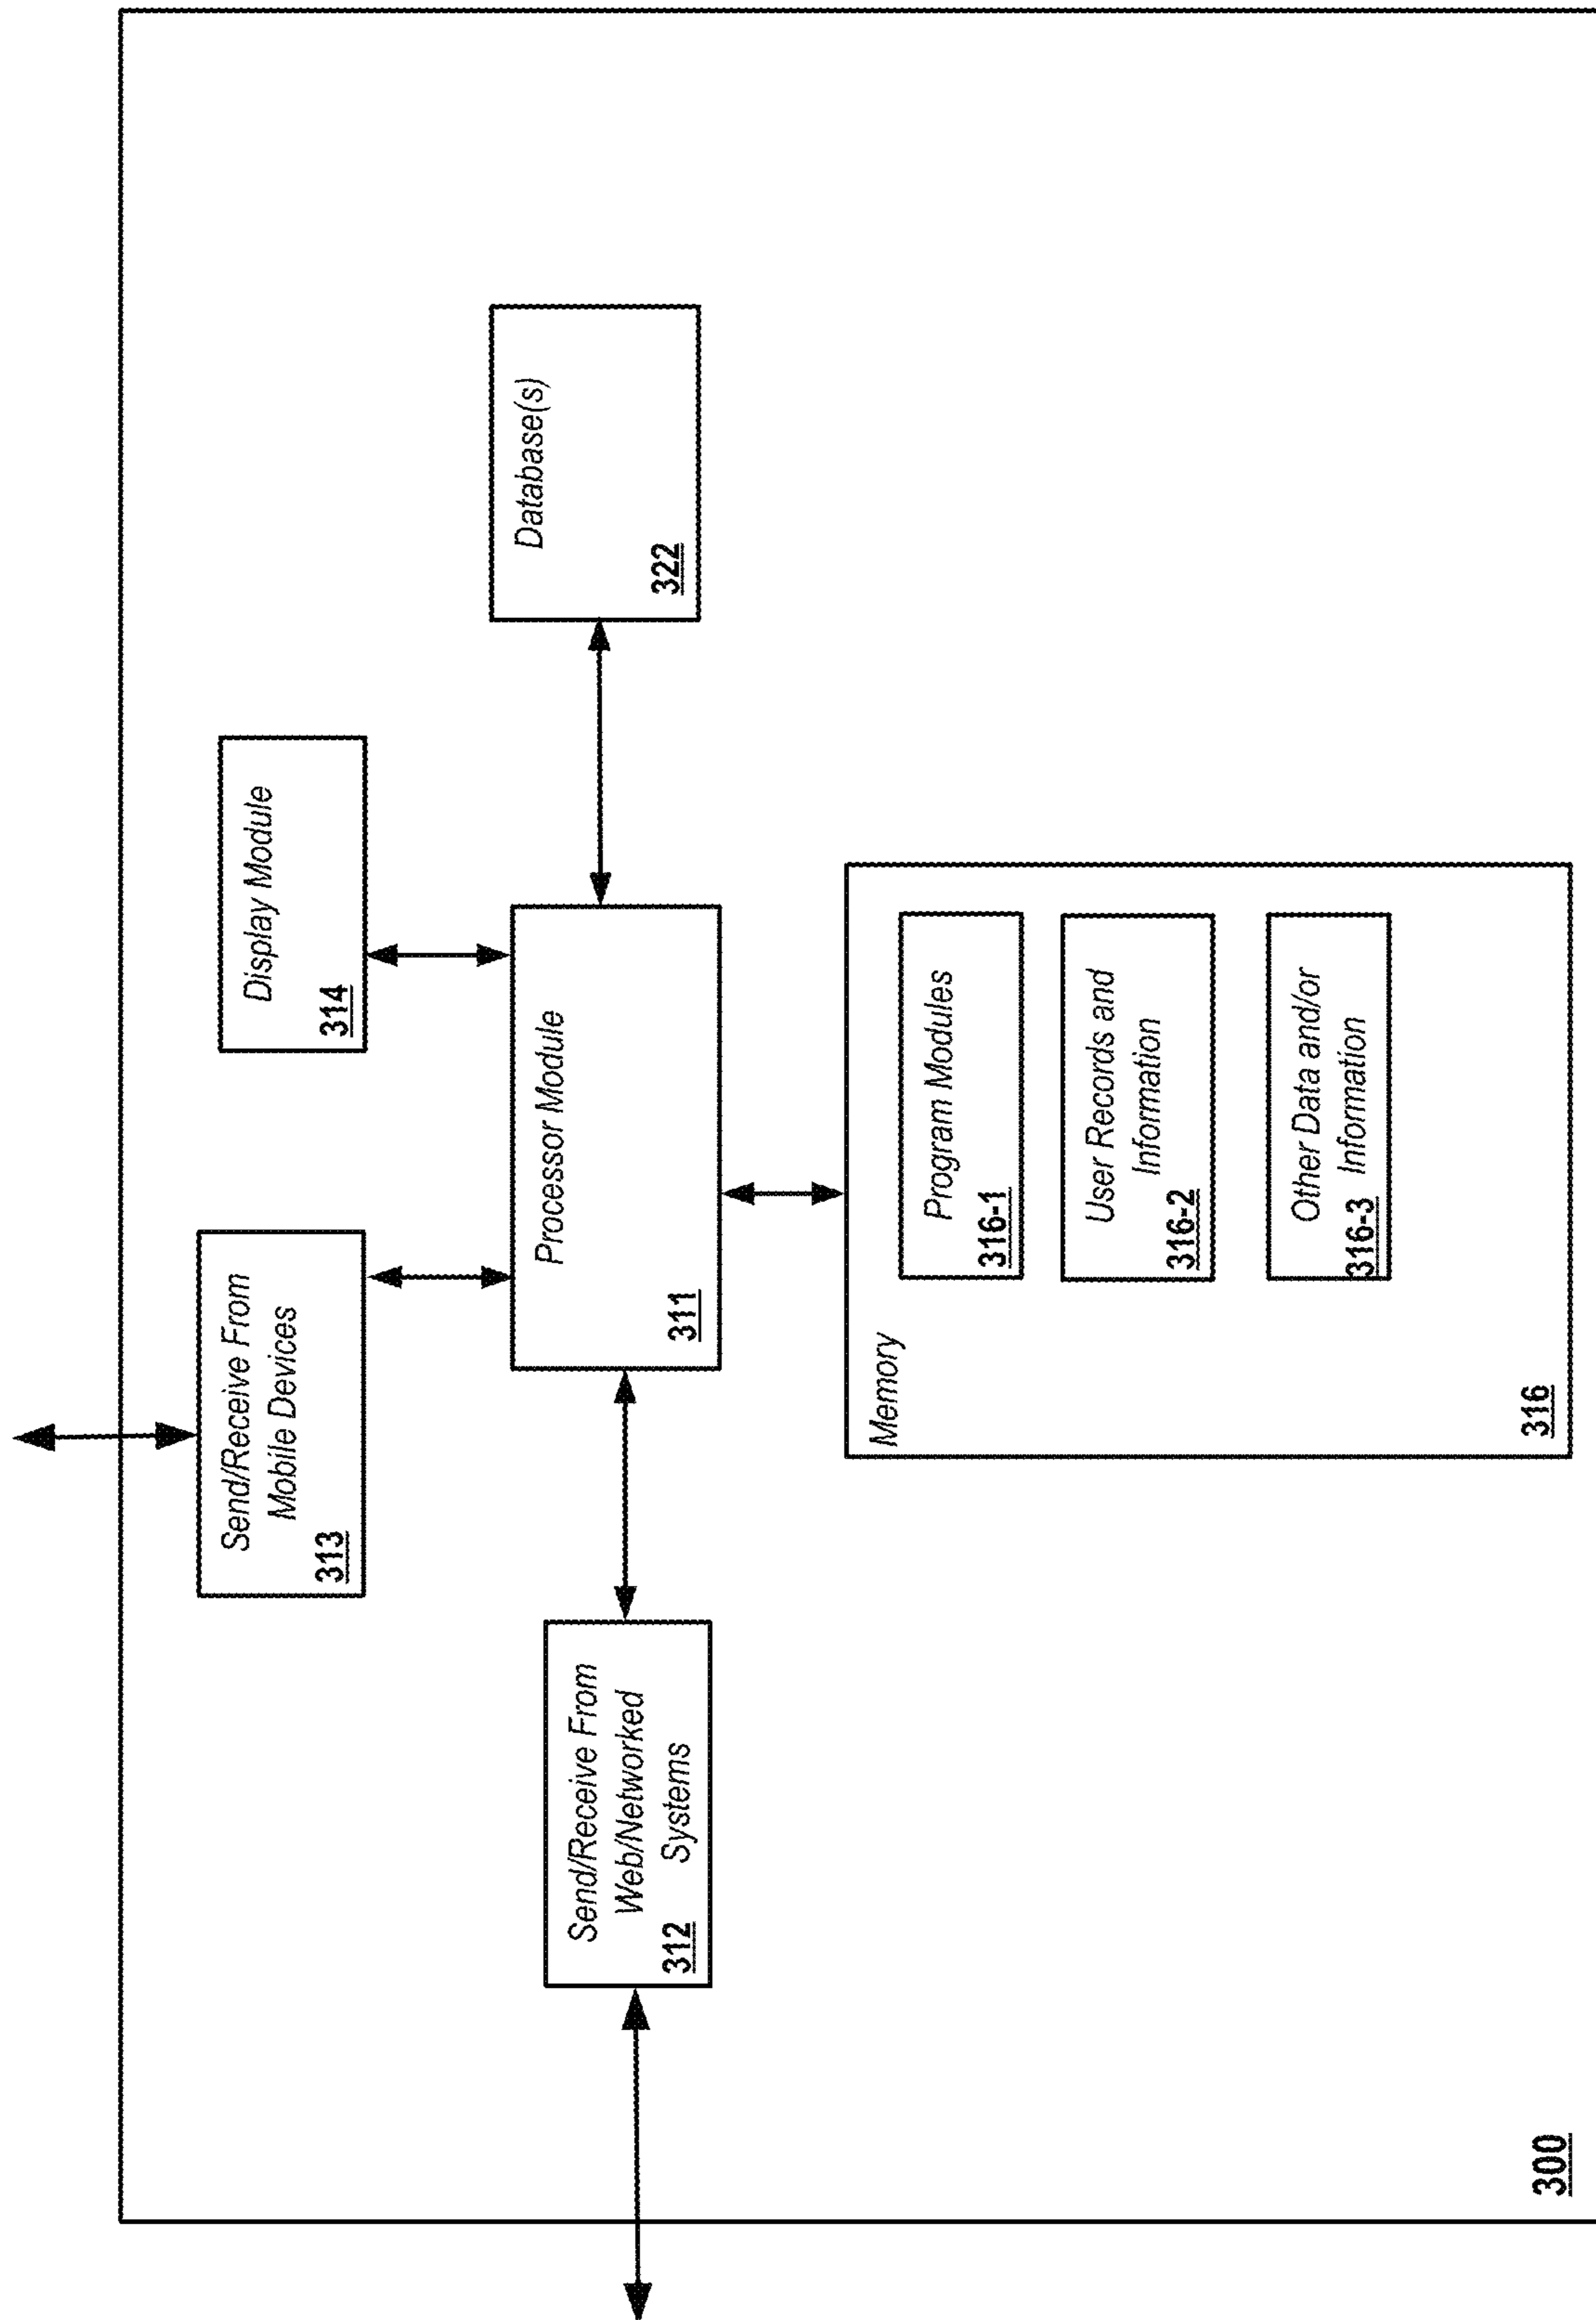 Send/Receive From
Mobile Devices
313
Display Module
314
Send/Receive From
Web/Networked
312 Systems
Processor Module
311
Database(s)
322
Memory
Program Modules
316-1
User Records and
Information
316-2
Other Data and/or
Information
316-3
316
300